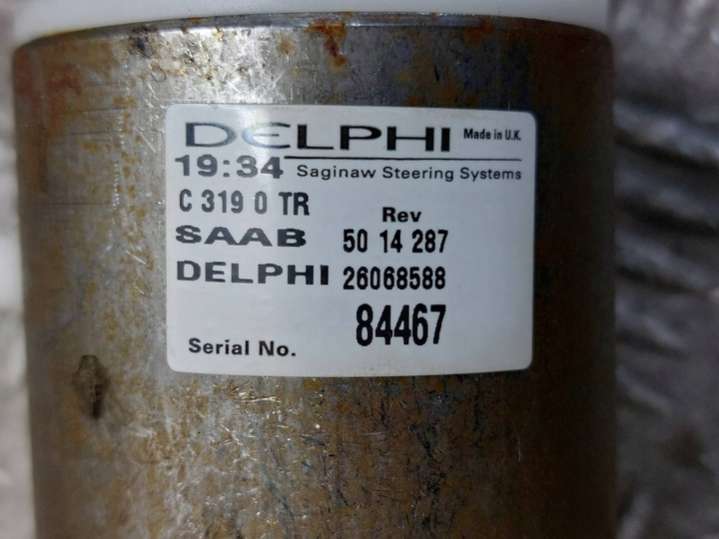 DELPHI Made in U.K.
19:34 Saginaw Steering Systems
C 319 0 TR Rev
SAAB 50 14 287
DELPHI 26068588
Serial No. 84467